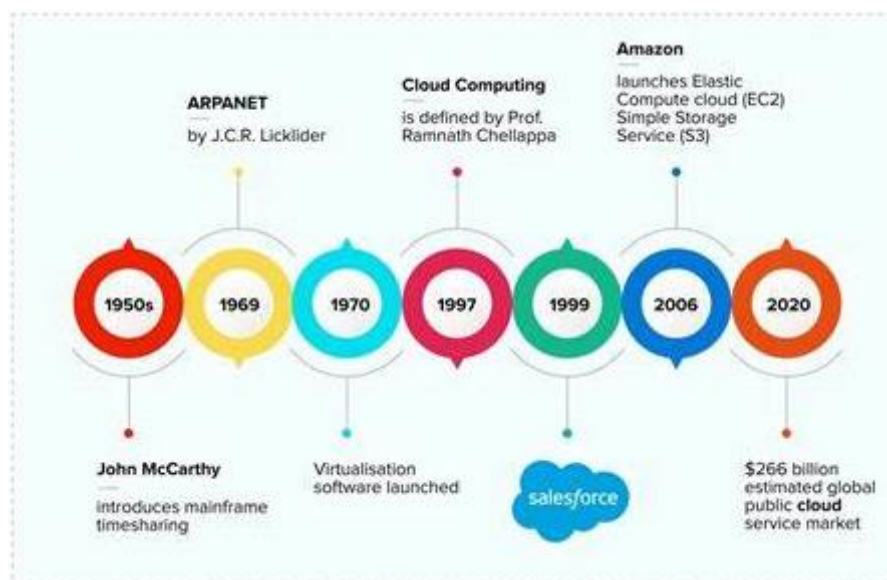 Amazon
launches Elastic
Compute cloud (EC2)
Simple Storage
Service (S3)
Cloud Computing
is defined by Prof.
Ramnath Chellappa
ARPANET
by J.C.R. Licklider
1950s
1969
1970
1997
1999
2006
2020
John McCarthy
introduces mainframe
timesharing
Virtualisation
software launched
salesforce
$266 billion
estimated global
public cloud
service market